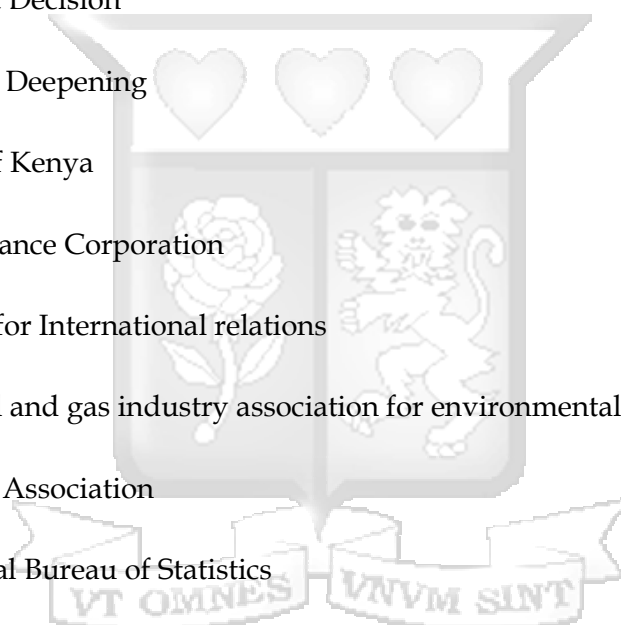 Decision
Deepening
f Kenya
ance Corporation
for International relations
l and gas industry association for environmental
Association
al Bureau of Statistics
VT OMNES VNVM SINT